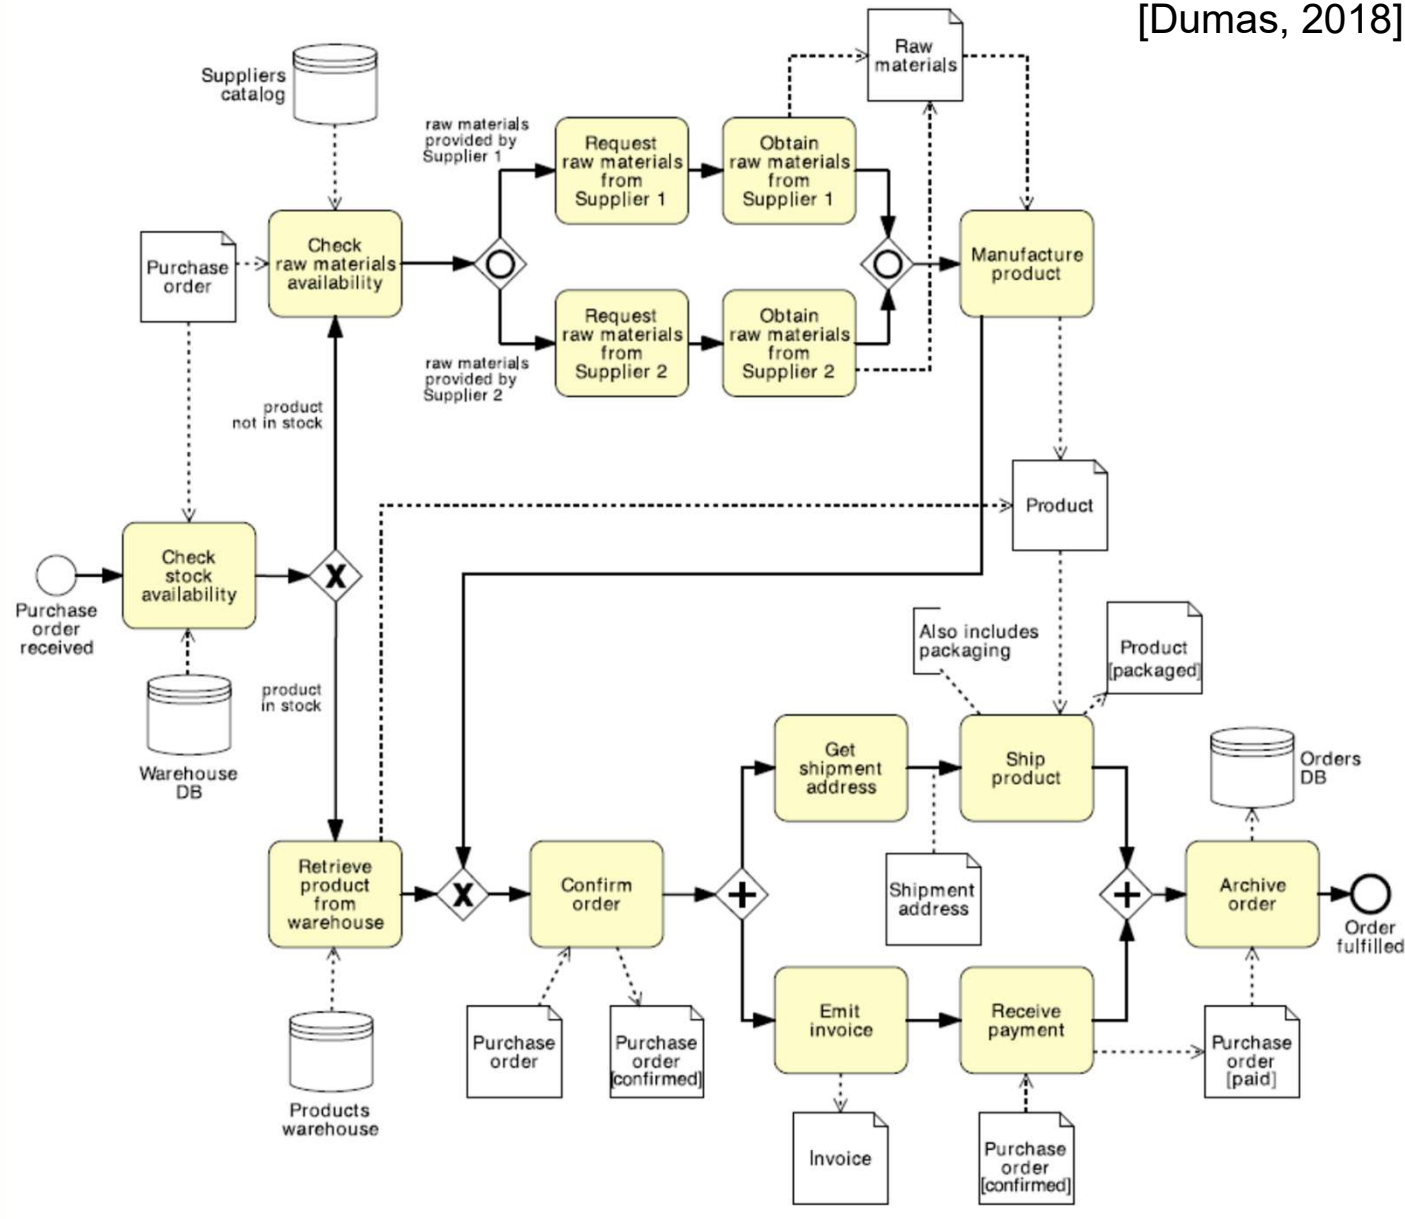 [Dumas, 2018]
Raw
materials
Suppliers
catalog
raw materials
provided by
Supplier 1
Request
raw materials
from
Supplier 1
Obtain
raw materials
from
Supplier 1
Purchase
order
Check
raw materials
availability
Manufacture
product
Request
raw materials
from
Supplier 2
Obtain
raw materials
from
Supplier 2
raw materials
provided by
Supplier 2
product
not in stock
Product
Check
stock
availability
X
Purchase
order
received
Also includes
packaging
Product
[packaged]
product
in stock
Warehouse
DB
Get
shipment
address
Ship
product
Orders
DB
Retrieve
product
from
warehouse
X
Confirm
order
Shipment
address
Archive
order
Order
fulfilled
Purchase
order
Purchase
order
[confirmed]
Emit
invoice
Receive
payment
Purchase
order
[paid]
Products
warehouse
Invoice
Purchase
order
[confirmed]